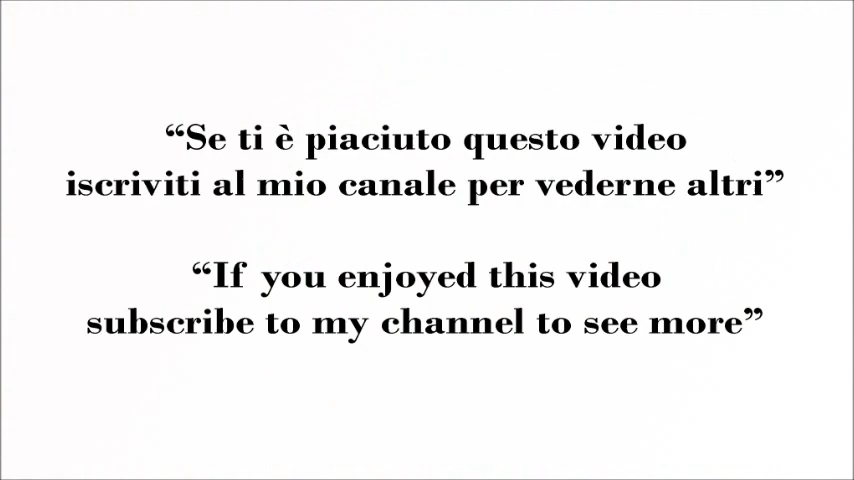 “Se ti è piaciuto questo video
iscriviti al mio canale per vederne altri”
“If you enjoyed this video
subscribe to my channel to see more”